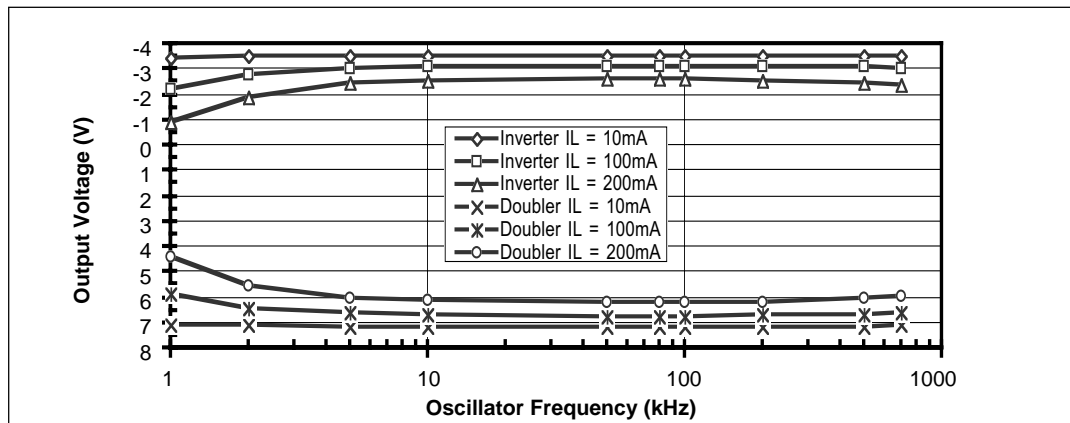 -4
-3
-2
-1
0
1
2
3
4
5
6
7
8
Output Voltage (V)
Inverter IL = 10mA
Inverter IL = 100mA
Inverter IL = 200mA
Doubler IL = 10mA
Doubler IL = 100mA
Doubler IL = 200mA
1
10
100
1000
Oscillator Frequency (kHz)